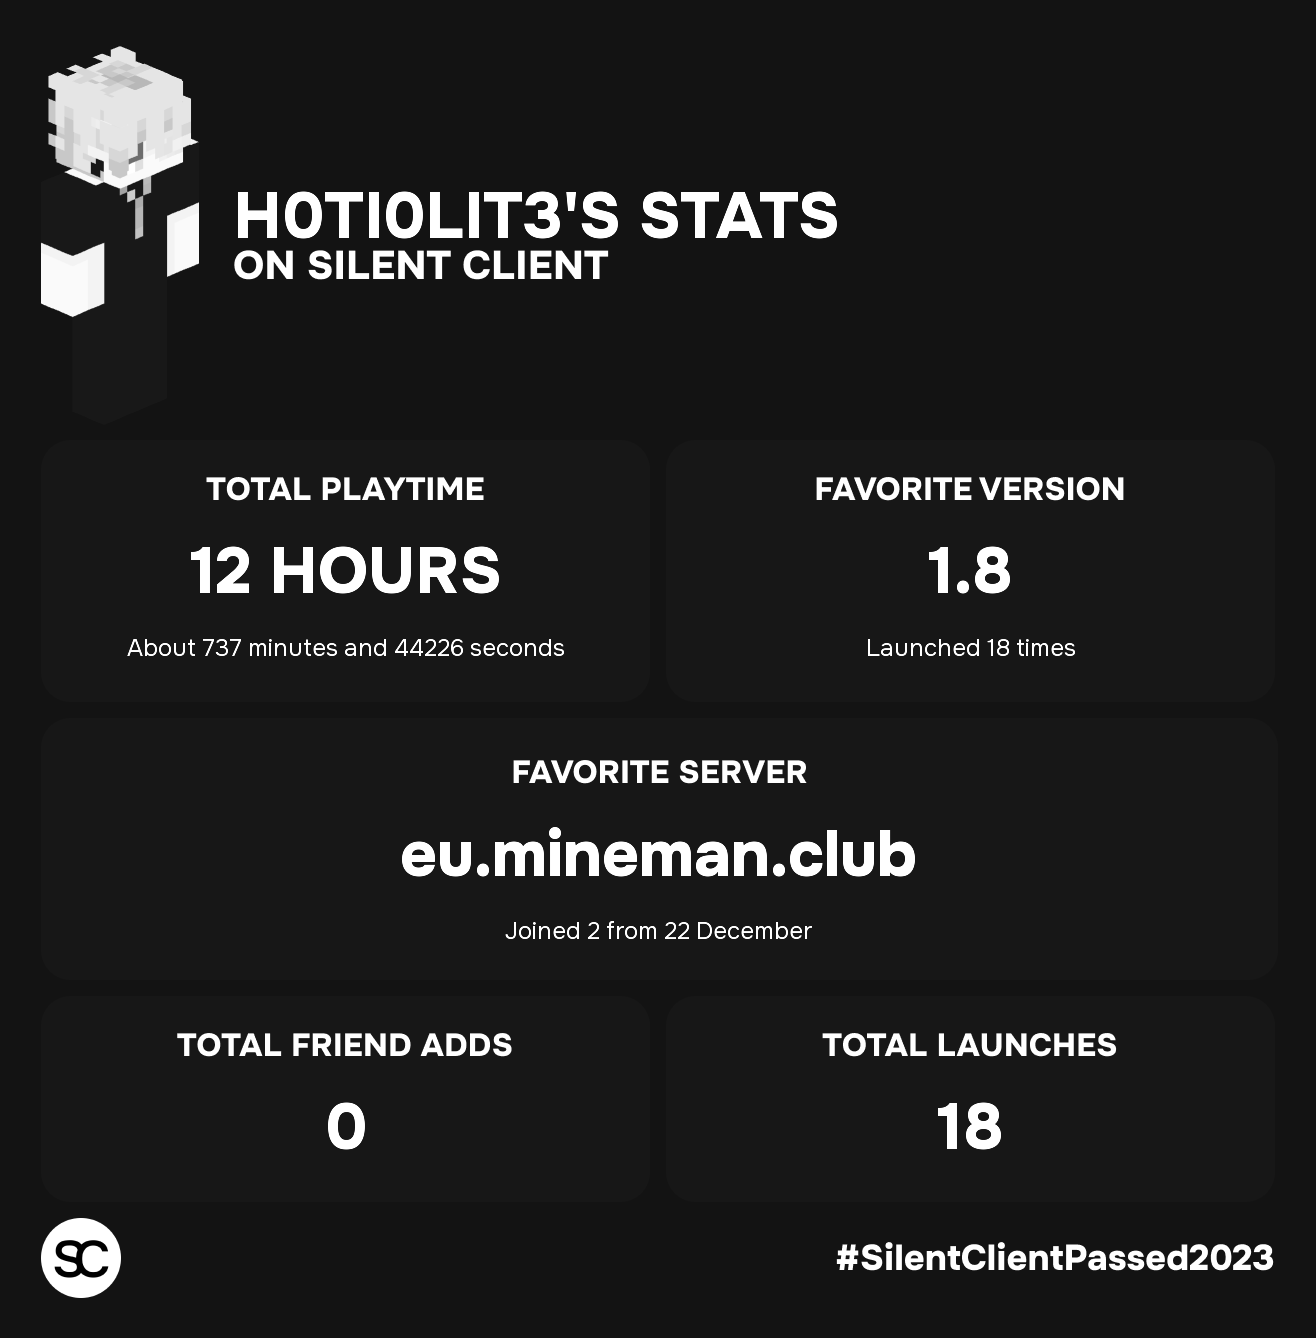 H0TI0LIT3'S STATS
ON SILENT CLIENT
TOTAL PLAYTIME
12 HOURS
About 737 minutes and 44226 seconds
FAVORITE VERSION
1.8
Launched 18 times
FAVORITE SERVER
eu.mineman.club
Joined 2 from 22 December
TOTAL FRIEND ADDS
0
TOTAL LAUNCHES
18
SC
#SilentClientPassed2023